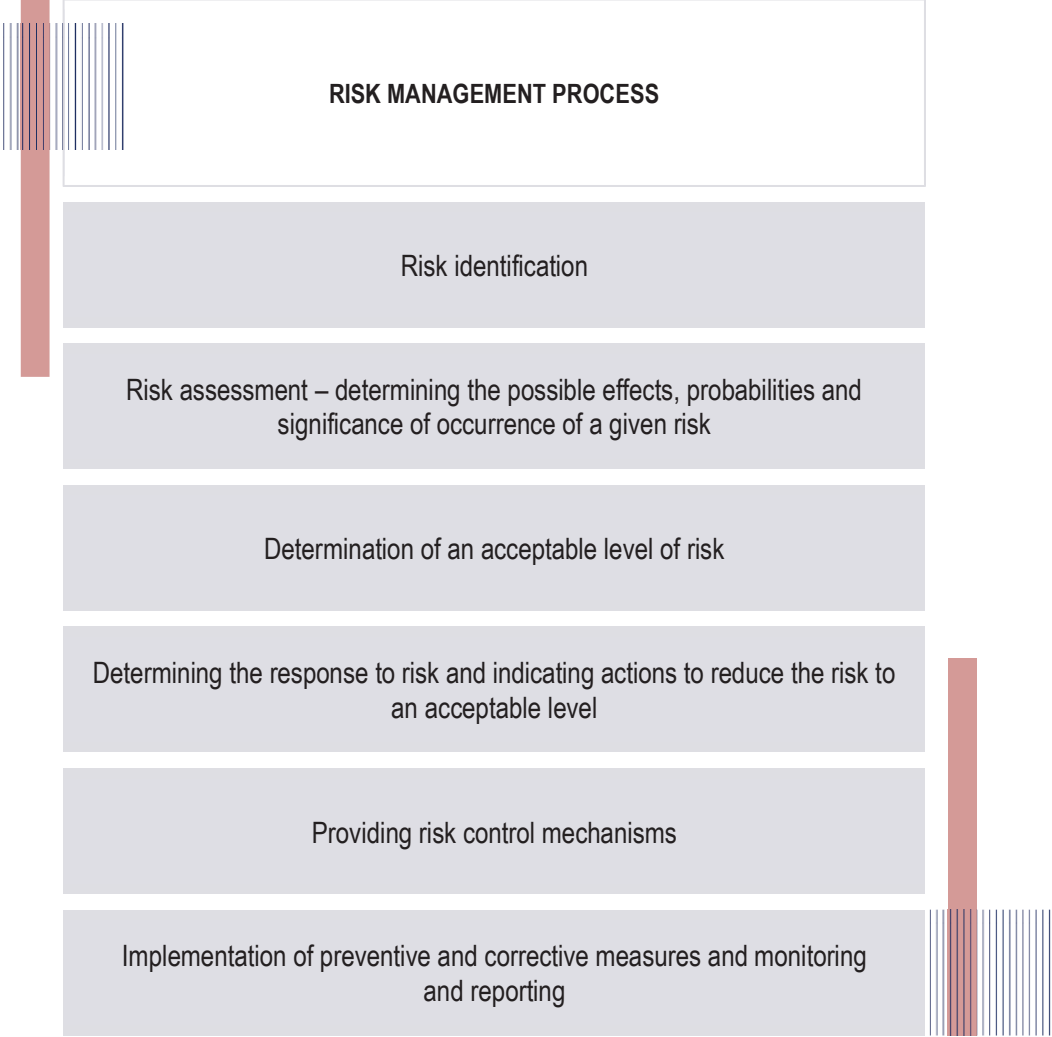 RISK MANAGEMENT PROCESS
Risk identification
Risk assessment – determining the possible effects, probabilities and
significance of occurrence of a given risk
Determination of an acceptable level of risk
Determining the response to risk and indicating actions to reduce the risk to
an acceptable level
Providing risk control mechanisms
Implementation of preventive and corrective measures and monitoring
and reporting